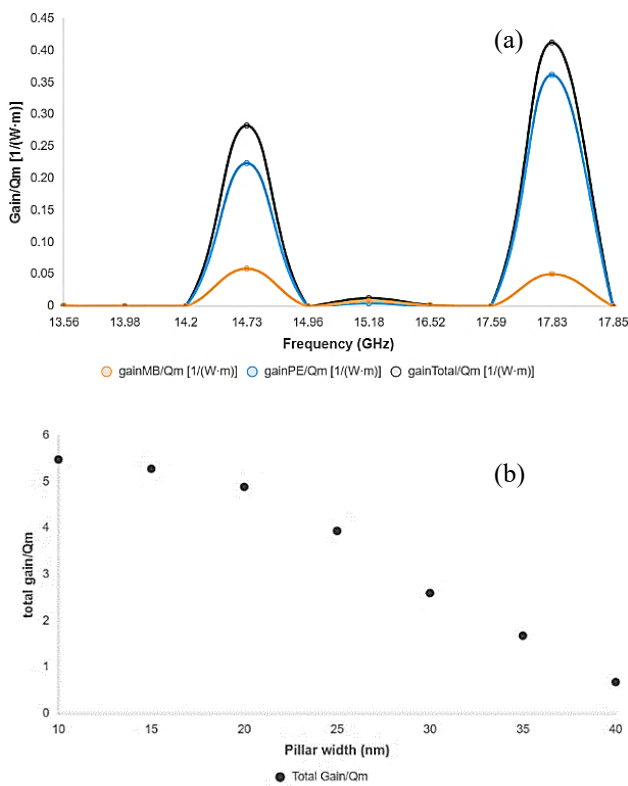 (a)
0.45
0.40
0.35
0.30
0.25
0.20
0.15
0.10
0.05
0
Gain/Qm [1/(W·m)]
13.56 13.98 14.2 14.73 14.96 15.18 16.52 17.59 17.83 17.85
Frequency (GHz)
gainMB/Qm [1/(W·m)] gainPE/Qm [1/(W·m)] gainTotal/Qm [1/(W·m)]
(b)
6
5
4
3
2
1
0
total gain/Qm
10 15 20 25 30 35 40
Pillar width (nm)
Total Gain/Qm